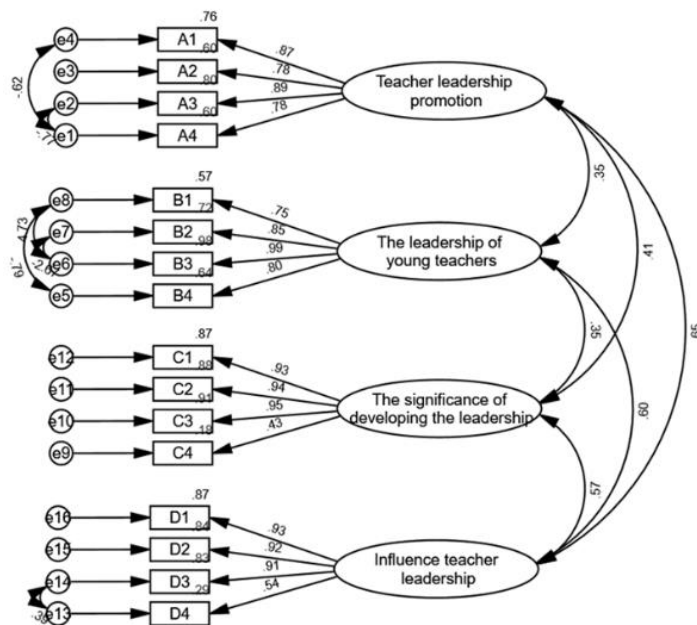 .76
e4 A1 .87
.60
e3 A2 .78
.80
e2 A3 .89
.60
e1 A4 .78
-.62
-.77
Teacher leadership
promotion
.35
.41
.57
e8 B1 .75
.72
e7 B2 .85
.98
e6 B3 .99
.64
e5 B4 .80
The leadership of
young teachers
.35
.60
.87
e12 C1 .93
.88
e11 C2 .94
.91
e10 C3 .95
.18
e9 C4 .43
The significance of
developing the leadership
.57
.87
e16 D1 .93
.84
e15 D2 .92
.83
e14 D3 .91
.29
e13 D4 .54
Influence teacher
leadership